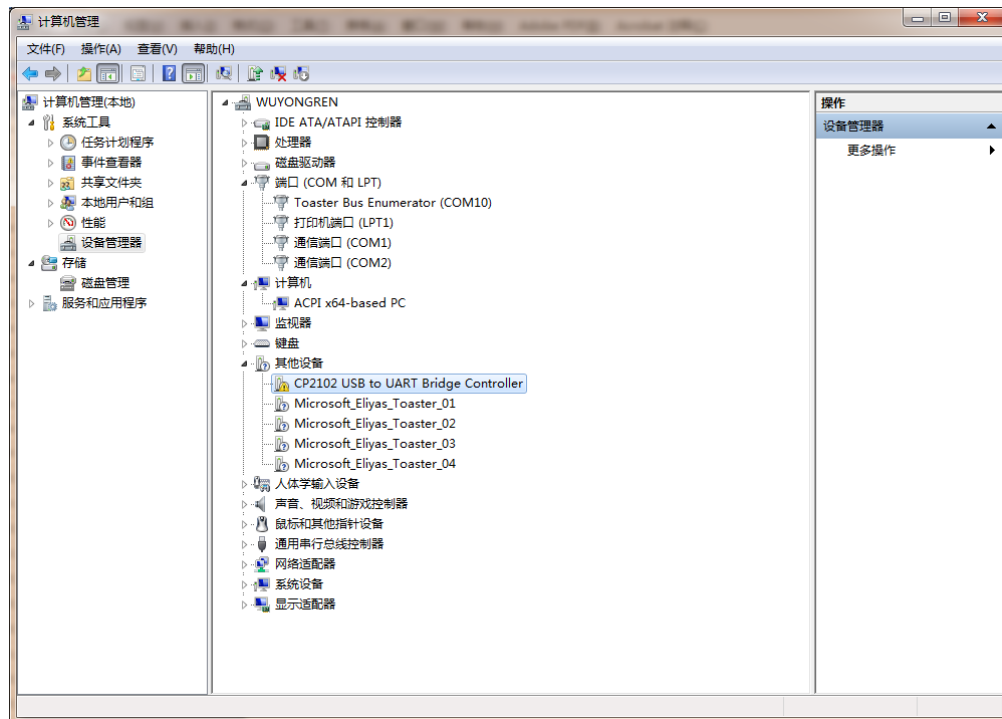 计算机管理
文件(F) 操作(A) 查看(V) 帮助(H)
计算机管理(本地)
系统工具
任务计划程序
事件查看器
共享文件夹
本地用户和组
性能
设备管理器
存储
磁盘管理
服务和应用程序
WUYONGREN
IDE ATA/ATAPI 控制器
处理器
磁盘驱动器
端口 (COM 和 LPT)
Toaster Bus Enumerator (COM10)
打印机端口 (LPT1)
通信端口 (COM1)
通信端口 (COM2)
计算机
ACPI x64-based PC
监视器
键盘
其他设备
CP2102 USB to UART Bridge Controller
Microsoft_Eliyas_Toaster_01
Microsoft_Eliyas_Toaster_02
Microsoft_Eliyas_Toaster_03
Microsoft_Eliyas_Toaster_04
人体学输入设备
声音、视频和游戏控制器
鼠标和其他指针设备
通用串行总线控制器
网络适配器
系统设备
显示适配器
操作
设备管理器
更多操作